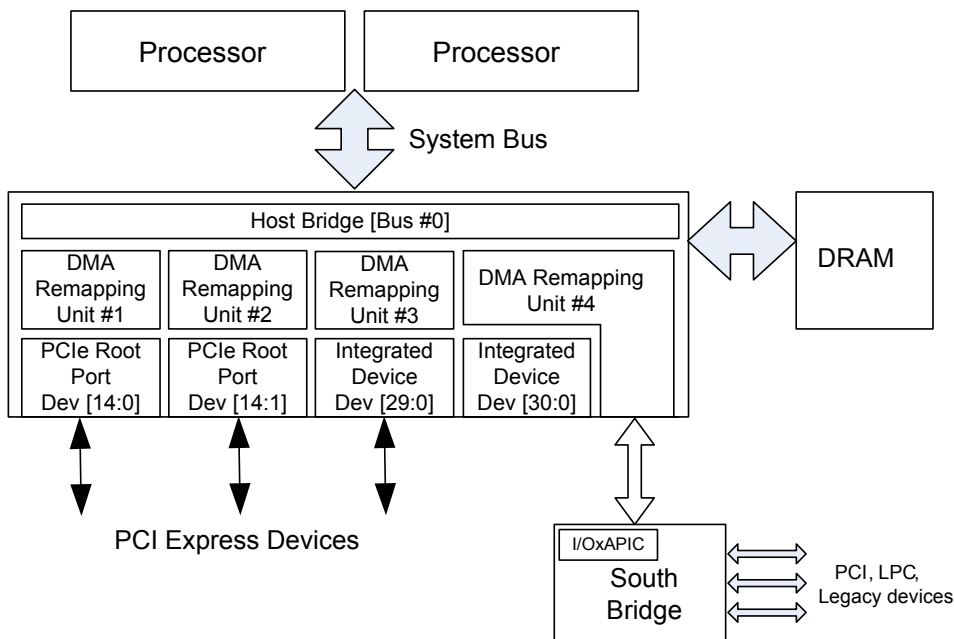 Processor
Processor
System Bus
Host Bridge [Bus #0]
DRAM
DMA
Remapping
Unit #1
DMA
Remapping
Unit #2
DMA
Remapping
Unit #3
DMA Remapping
Unit #4
PCIe Root
Port
Dev [14:0]
PCIe Root
Port
Dev [14:1]
Integrated
Device
Dev [29:0]
Integrated
Device
Dev [30:0]
PCI Express Devices
I/OxAPIC
South
Bridge
PCI, LPC,
Legacy devices